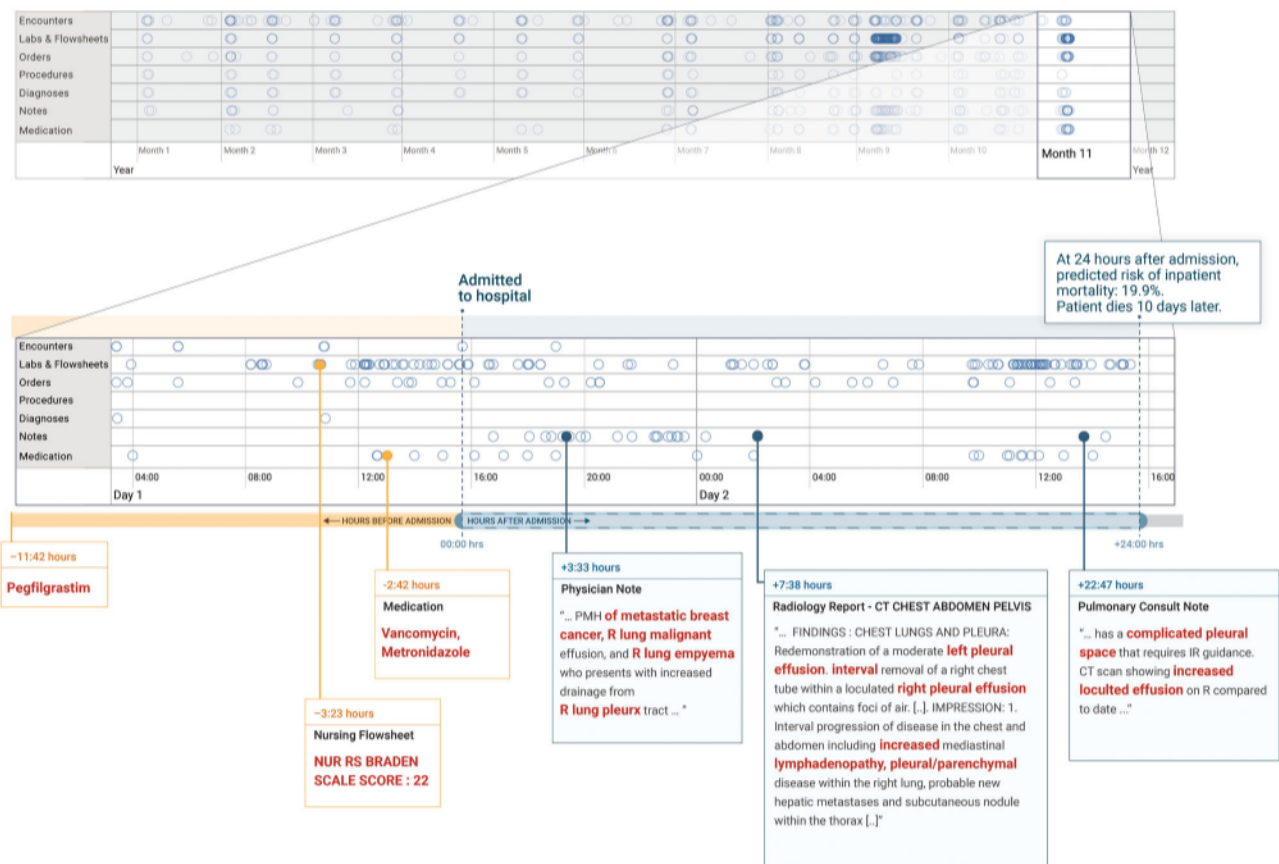 Encounters
Labs & Flowsheets
Orders
Procedures
Diagnoses
Notes
Medication
Month 1
Month 2
Month 3
Month 4
Month 5
Month 6
Month 7
Month 8
Month 9
Month 10
Month 11
Month 12
Year
Year
At 24 hours after admission,
predicted risk of inpatient
mortality: 19.9%.
Patient dies 10 days later.
Admitted
to hospital
Encounters
Labs & Flowsheets
Orders
Procedures
Diagnoses
Notes
Medication
04:00
08:00
12:00
16:00
20:00
00:00
04:00
08:00
12:00
16:00
Day 1
Day 2
HOURS BEFORE ADMISSION
HOURS AFTER ADMISSION
00:00 hrs
+24:00 hrs
−11:42 hours
Pegfilgrastim
−3:23 hours
Nursing Flowsheet
NUR RS BRADEN
SCALE SCORE : 22
-2:42 hours
Medication
Vancomycin,
Metronidazole
+3:33 hours
Physician Note
"... PMH of metastatic breast
cancer, R lung malignant
effusion, and R lung empyema
who presents with increased
drainage from
R lung pleurx tract ... "
+7:38 hours
Radiology Report - CT CHEST ABDOMEN PELVIS
"... FINDINGS : CHEST LUNGS AND PLEURA:
Redemonstration of a moderate left pleural
effusion. interval removal of a right chest
tube within a loculated right pleural effusion
which contains foci of air. [..]. IMPRESSION: 1.
Interval progression of disease in the chest and
abdomen including increased mediastinal
lymphadenopathy, pleural/parenchymal
disease within the right lung, probable new
hepatic metastases and subcutaneous nodule
within the thorax [..]"
+22:47 hours
Pulmonary Consult Note
"... has a complicated pleural
space that requires IR guidance.
CT scan showing increased
loculted effusion on R compared
to date ..."